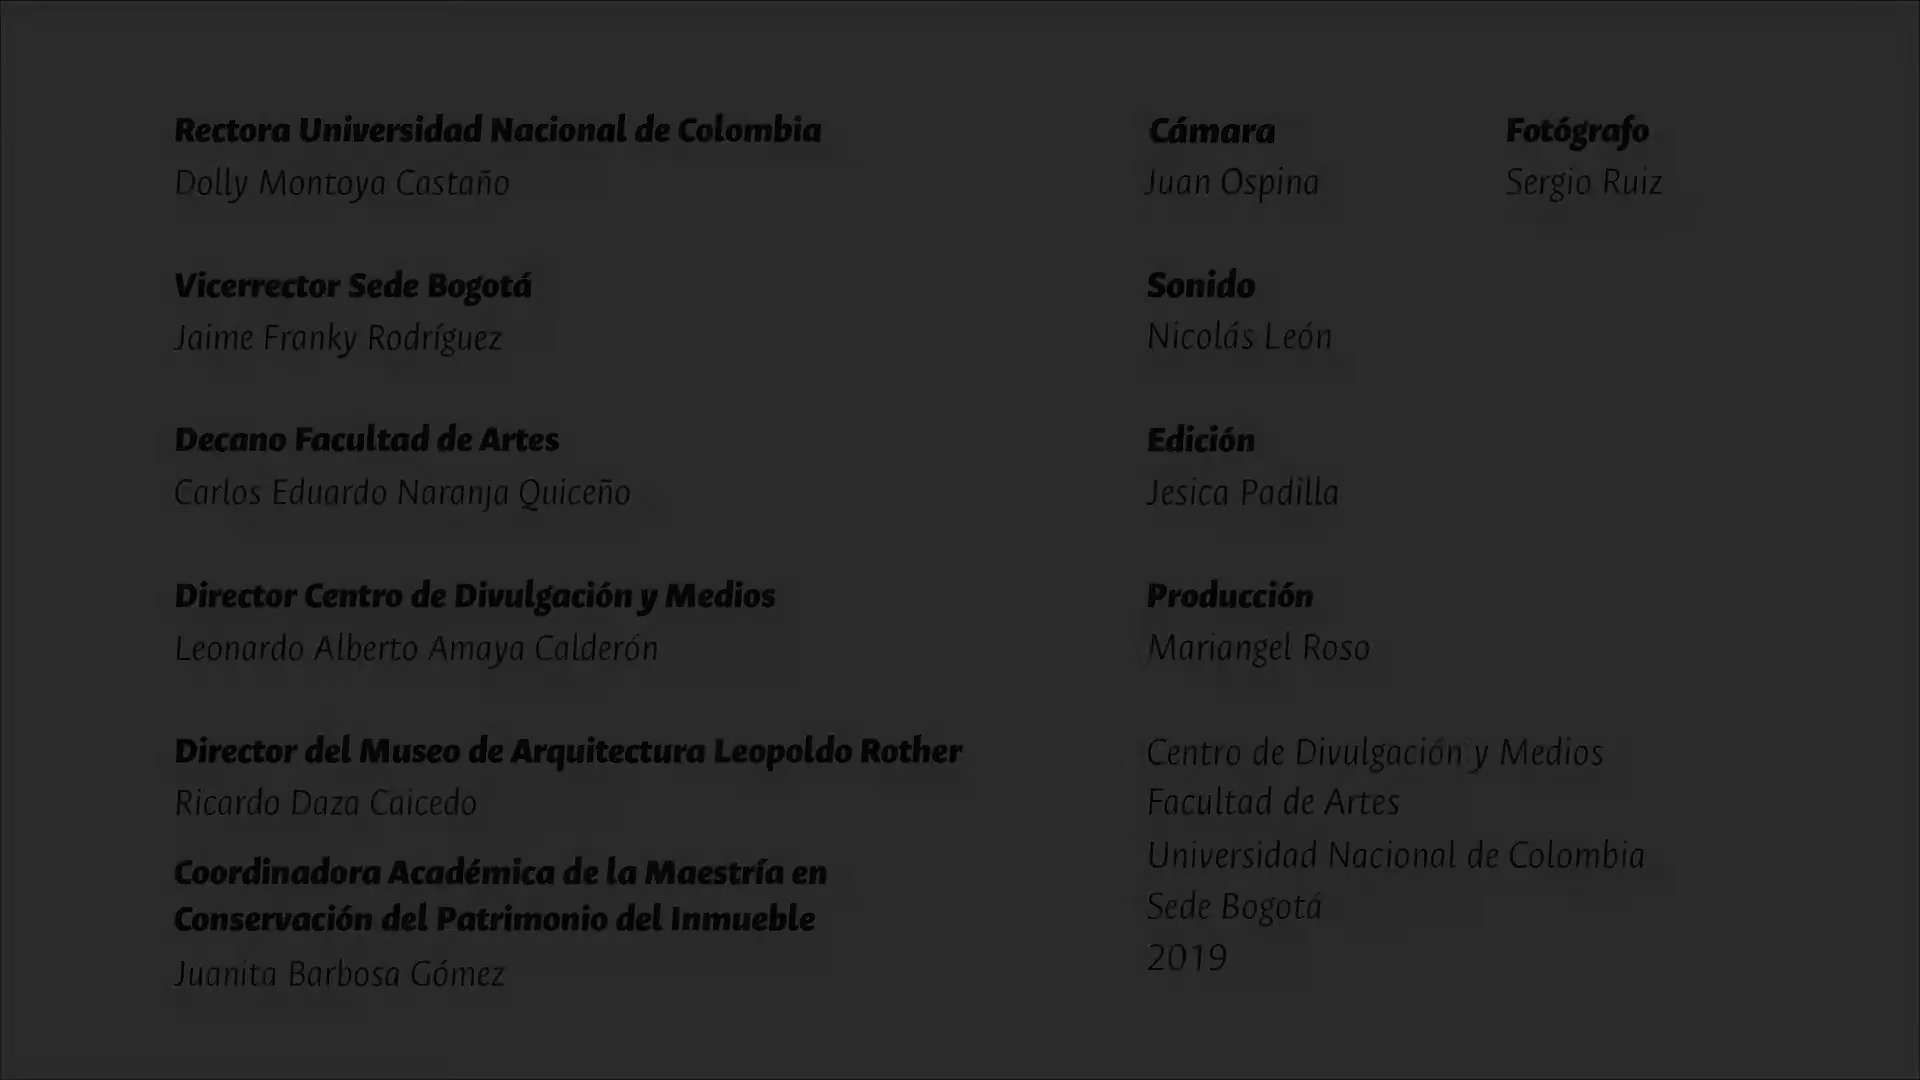 Rectora Universidad Nacional de Colombia
Dolly Montoya Castaño
Vicerrector Sede Bogotá
Jaime Franky Rodríguez
Decano Facultad de Artes
Carlos Eduardo Naranja Quiceño
Director Centro de Divulgación y Medios
Leonardo Alberto Amaya Calderón
Director del Museo de Arquitectura Leopoldo Rother
Ricardo Daza Caicedo
Coordinadora Académica de la Maestría en
Conservación del Patrimonio del Inmueble
Juanita Barbosa Gómez
Cámara
Juan Ospina
Fotógrafo
Sergio Ruiz
Sonido
Nicolás León
Edición
Jesica Padilla
Producción
Mariangel Roso
Centro de Divulgación y Medios
Facultad de Artes
Universidad Nacional de Colombia
Sede Bogotá
2019